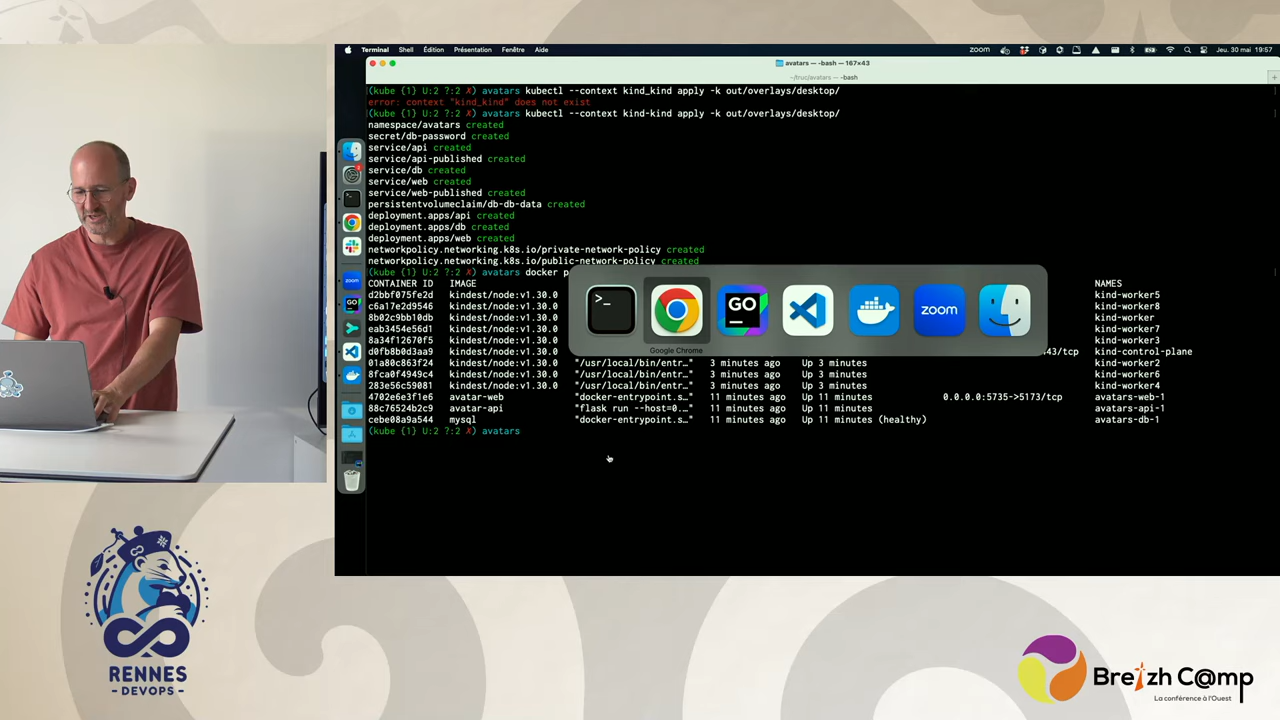 Terminal Shell Édition Présentation Fenêtre Aide zoom Jeu. 30 mai 19:57
avatars — -bash — 167×43
~/truc/avatars — -bash
(kube {1} U:2 ?:2 ✗) avatars kubectl --context kind_kind apply -k out/overlays/desktop/
error: context "kind_kind" does not exist
(kube {1} U:2 ?:2 ✗) avatars kubectl --context kind-kind apply -k out/overlays/desktop/
namespace/avatars created
secret/db-password created
service/api created
service/api-published created
service/db created
service/web created
service/web-published created
persistentvolumeclaim/db-db-data created
deployment.apps/api created
deployment.apps/db created
deployment.apps/web created
networkpolicy.networking.k8s.io/private-network-policy created
networkpolicy.networking.k8s.io/public-network-policy created
(kube {1} U:2 ?:2 ✗) avatars docker p
CONTAINER ID IMAGE NAMES
d2bbf075fe2d kindest/node:v1.30.0 kind-worker5
c6a17e2d9546 kindest/node:v1.30.0 kind-worker8
8b02c9bb10db kindest/node:v1.30.0 kind-worker
eab3454e56d1 kindest/node:v1.30.0 kind-worker7
8a34f12670f5 kindest/node:v1.30.0 kind-worker3
d0fb8b0d3aa9 kindest/node:v1.30.0 43/tcp kind-control-plane
01a80c863f24 kindest/node:v1.30.0 "/usr/local/bin/entr…" 3 minutes ago Up 3 minutes kind-worker2
8fca0f4949c4 kindest/node:v1.30.0 "/usr/local/bin/entr…" 3 minutes ago Up 3 minutes kind-worker6
283e56c59081 kindest/node:v1.30.0 "/usr/local/bin/entr…" 3 minutes ago Up 3 minutes kind-worker4
4702e6e3f1e6 avatar-web "docker-entrypoint.s…" 11 minutes ago Up 11 minutes 0.0.0.0:5735->5173/tcp avatars-web-1
88c76524b2c9 avatar-api "flask run --host=0.…" 11 minutes ago Up 11 minutes avatars-api-1
cebe08a9a544 mysql "docker-entrypoint.s…" 11 minutes ago Up 11 minutes (healthy) avatars-db-1
(kube {1} U:2 ?:2 ✗) avatars
>_
GO
zoom
Google Chrome
RENNES
- DEVOPS -
Breizh C@mp
La conférence à l'Ouest